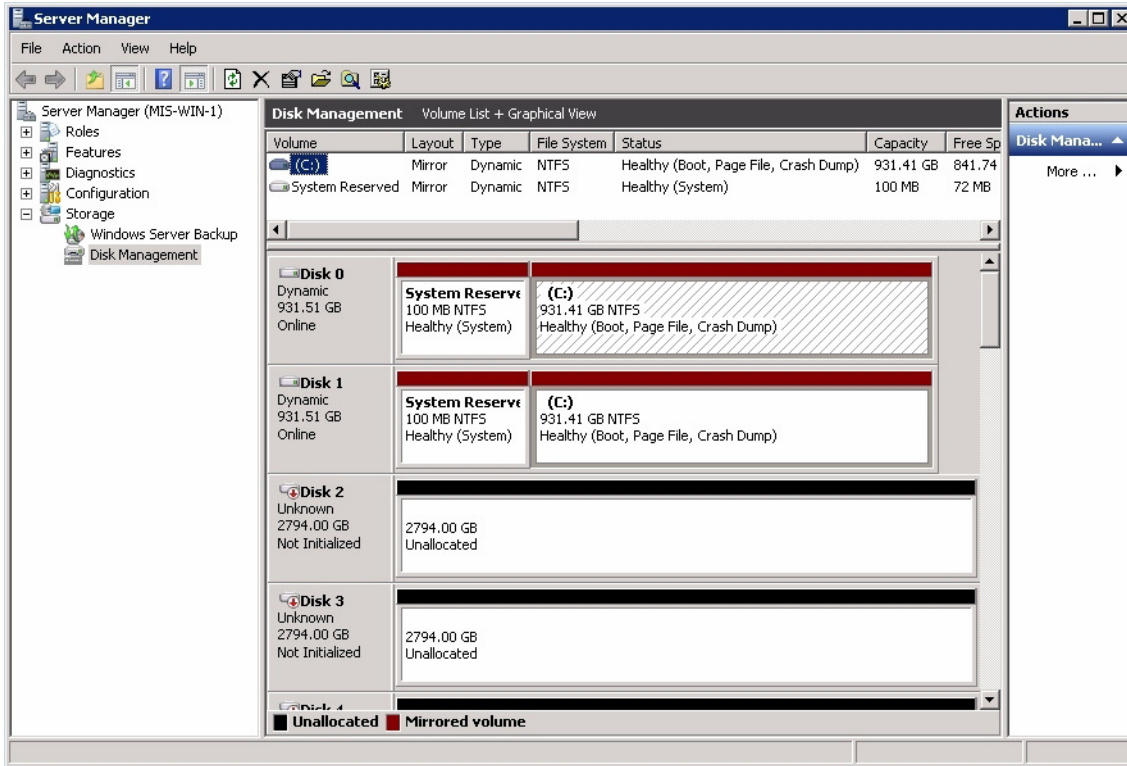 Server Manager
File Action View Help
Server Manager (MIS-WIN-1)
Roles
Features
Diagnostics
Configuration
Storage
Windows Server Backup
Disk Management
Disk Management Volume List + Graphical View
Volume Layout Type File System Status Capacity Free Sp
(C:) Mirror Dynamic NTFS Healthy (Boot, Page File, Crash Dump) 931.41 GB 841.74
System Reserved Mirror Dynamic NTFS Healthy (System) 100 MB 72 MB
Disk 0
Dynamic
931.51 GB
Online
System Reserve
100 MB NTFS
Healthy (System)
(C:)
931.41 GB NTFS
Healthy (Boot, Page File, Crash Dump)
Disk 1
Dynamic
931.51 GB
Online
System Reserve
100 MB NTFS
Healthy (System)
(C:)
931.41 GB NTFS
Healthy (Boot, Page File, Crash Dump)
Disk 2
Unknown
2794.00 GB
Not Initialized
2794.00 GB
Unallocated
Disk 3
Unknown
2794.00 GB
Not Initialized
2794.00 GB
Unallocated
Unallocated Mirrored volume
Actions
Disk Mana...
More ...